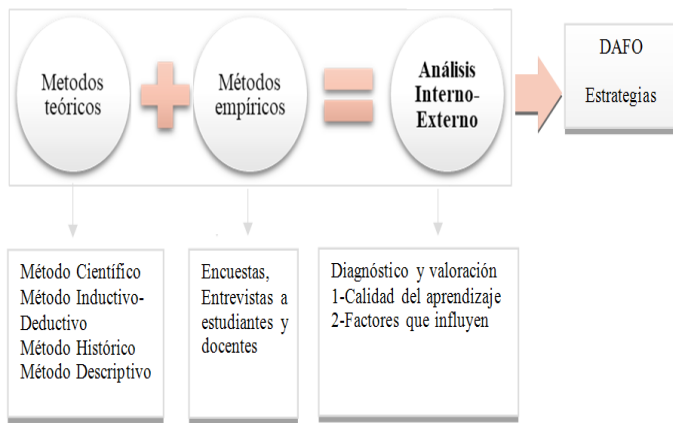 Metodos
teóricos
Métodos
empíricos
Análisis
Interno-
Externo
DAFO
Estrategias
Método Científico
Método Inductivo-
Deductivo
Método Histórico
Método Descriptivo
Encuestas,
Entrevistas a
estudiantes y
docentes
Diagnóstico y valoración
1-Calidad del aprendizaje
2-Factores que influyen